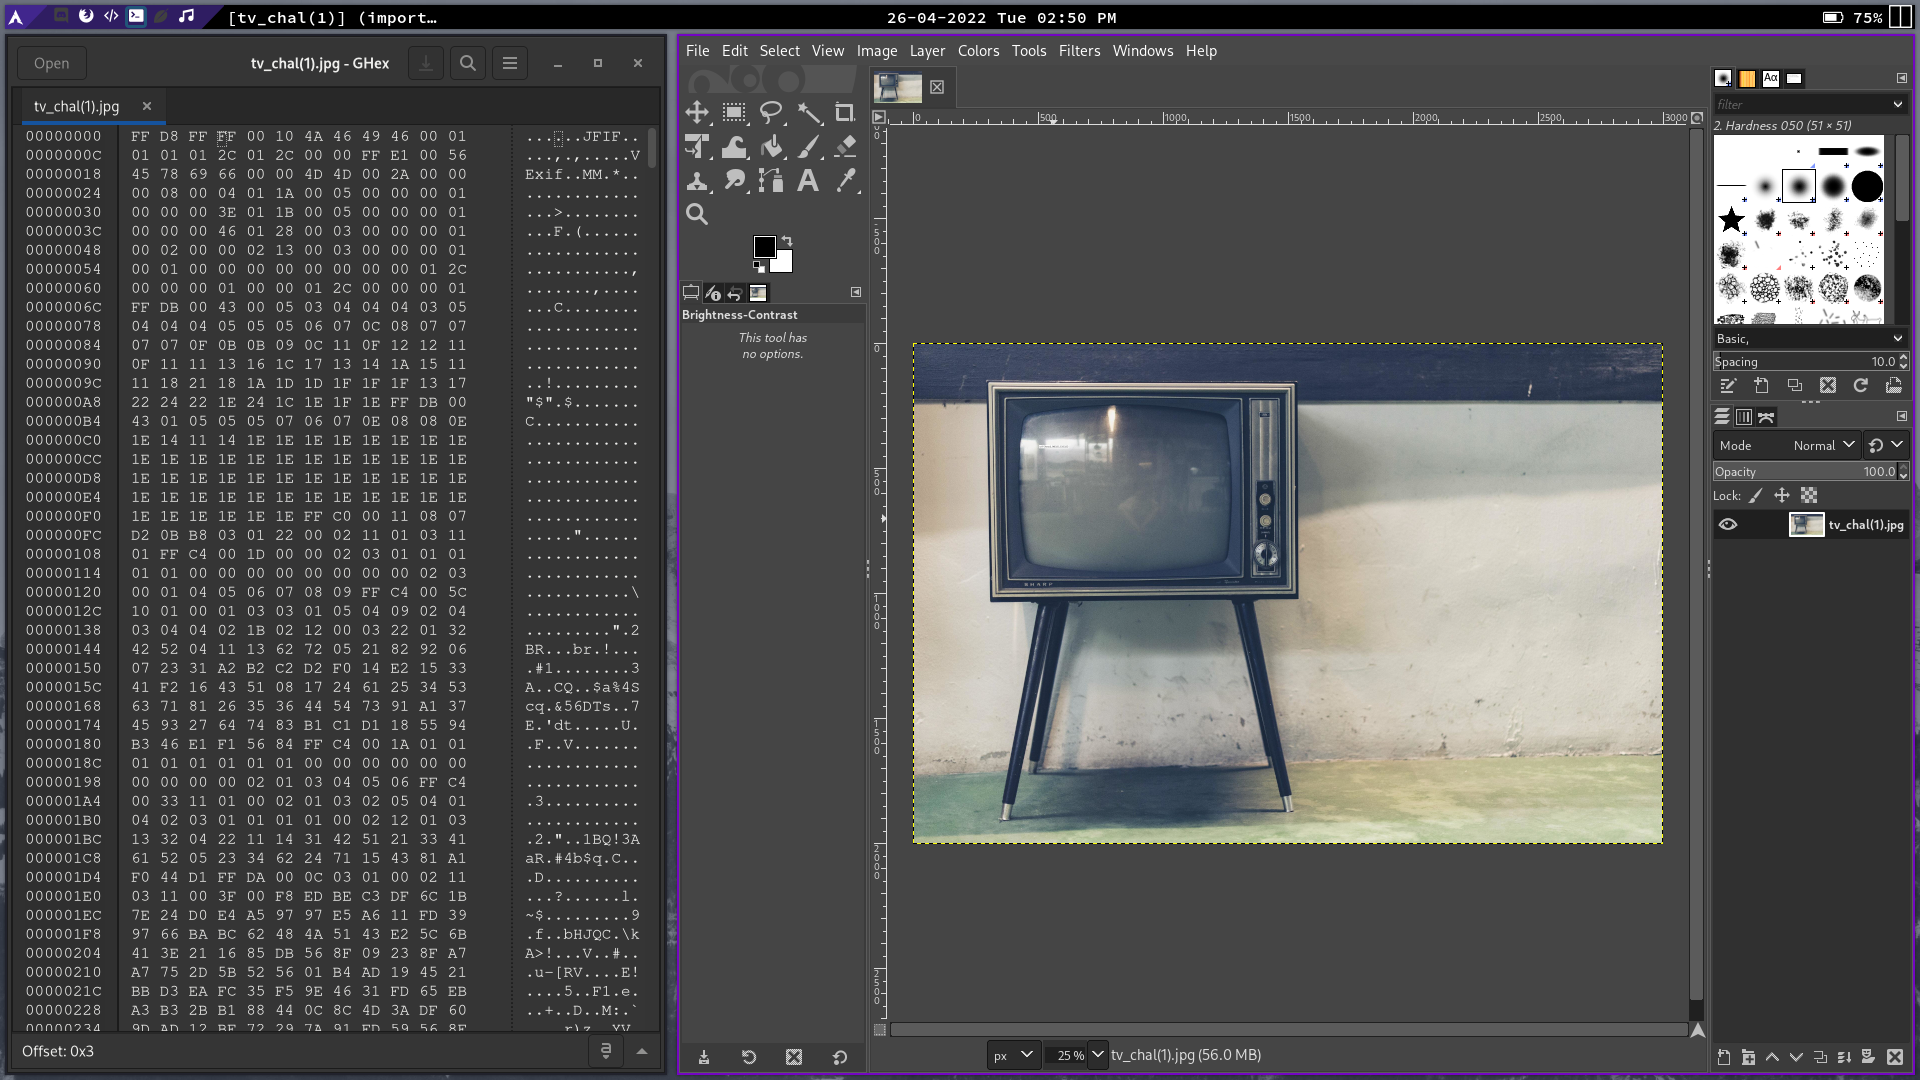 [tv_chal(1)] (import…
26-04-2022 Tue 02:50 PM
75%
Open
tv_chal(1).jpg - GHex
tv_chal(1).jpg
00000000 FF D8 FF FF 00 10 4A 46 49 46 00 01 ......JFIF..
0000000C 01 01 01 2C 01 2C 00 00 FF E1 00 56 ...,.,.....V
00000018 45 78 69 66 00 00 4D 4D 00 2A 00 00 Exif..MM.*..
00000024 00 08 00 04 01 1A 00 05 00 00 00 01 ............
00000030 00 00 00 3E 01 1B 00 05 00 00 00 01 ...>........
0000003C 00 00 00 46 01 28 00 03 00 00 00 01 ...F.(......
00000048 00 02 00 00 02 13 00 03 00 00 00 01 ............
00000054 00 01 00 00 00 00 00 00 00 00 01 2C ...........,
00000060 00 00 00 01 00 00 01 2C 00 00 00 01 .......,....
0000006C FF DB 00 43 00 05 03 04 04 04 03 05 ...C........
00000078 04 04 04 05 05 05 06 07 0C 08 07 07 ............
00000084 07 07 0F 0B 0B 09 0C 11 0F 12 12 11 ............
00000090 0F 11 11 13 16 1C 17 13 14 1A 15 11 ............
0000009C 11 18 21 18 1A 1D 1D 1F 1F 1F 13 17 ..!.........
000000A8 22 24 22 1E 24 1C 1E 1F 1E FF DB 00 "$".$.......
000000B4 43 01 05 05 05 07 06 07 0E 08 08 0E C...........
000000C0 1E 14 11 14 1E 1E 1E 1E 1E 1E 1E 1E ............
000000CC 1E 1E 1E 1E 1E 1E 1E 1E 1E 1E 1E 1E ............
000000D8 1E 1E 1E 1E 1E 1E 1E 1E 1E 1E 1E 1E ............
000000E4 1E 1E 1E 1E 1E 1E 1E 1E 1E 1E 1E 1E ............
000000F0 1E 1E 1E 1E 1E 1E FF C0 00 11 08 07 ............
000000FC D2 0B B8 03 01 22 00 02 11 01 03 11 ....."......
00000108 01 FF C4 00 1D 00 00 02 03 01 01 01 ............
00000114 01 01 00 00 00 00 00 00 00 00 02 03 ............
00000120 00 01 04 05 06 07 08 09 FF C4 00 5C ...........\
0000012C 10 01 00 01 03 03 01 05 04 09 02 04 ............
00000138 03 04 04 02 1B 02 12 00 03 22 01 32 .........".2
00000144 42 52 04 11 13 62 72 05 21 82 92 06 BR...br.!...
00000150 07 23 31 A2 B2 C2 D2 F0 14 E2 15 33 .#1........3
0000015C 41 F2 16 43 51 08 17 24 61 25 34 53 A..CQ..$a%4S
00000168 63 71 81 26 35 36 44 54 73 91 A1 37 cq.&56DTs..7
00000174 45 93 27 64 74 83 B1 C1 D1 18 55 94 E.'dt.....U.
00000180 B3 46 E1 F1 56 84 FF C4 00 1A 01 01 .F..V.......
0000018C 01 01 01 01 01 01 00 00 00 00 00 00 ............
00000198 00 00 00 00 02 01 03 04 05 06 FF C4 ............
000001A4 00 33 11 01 00 02 01 03 02 05 04 01 .3..........
000001B0 04 02 03 01 01 01 01 00 02 12 01 03 ............
000001BC 13 32 04 22 11 14 31 42 51 21 33 41 .2."..1BQ!3A
000001C8 61 52 05 23 34 62 24 71 15 43 81 A1 aR.#4b$q.C..
000001D4 F0 44 D1 FF DA 00 0C 03 01 00 02 11 .D..........
000001E0 03 11 00 3F 00 F8 ED BE C3 DF 6C 1B ...?......l.
000001EC 7E 24 D0 E4 A5 97 97 E5 A6 11 FD 39 ~$.........9
000001F8 97 66 BA BC 62 48 4A 51 43 E2 5C 6B .f..bHJQC.\k
00000204 41 3E 21 16 85 DB 56 8F 09 23 8F A7 A>!...V..#..
00000210 A7 75 2D 5B 52 56 01 B4 AD 19 45 21 .u-[RV....E!
0000021C BB D3 EA FC 35 F5 9E 46 31 FD 65 EB ....5..F1.e.
00000228 A3 B3 2B B1 88 44 0C 8C 4D 3A DF 60 ..+..D..M:.`
00000234
Offset: 0x3
File Edit Select View Image Layer Colors Tools Filters Windows Help
Brightness-Contrast
This tool has
no options.
0 500 1000 1500 2000 2500 3000
SHARP
px 25 % tv_chal(1).jpg (56.0 MB)
filter
2. Hardness 050 (51 × 51)
Basic,
Spacing 10.0
Mode Normal
Opacity 100.0
Lock:
tv_chal(1).jpg